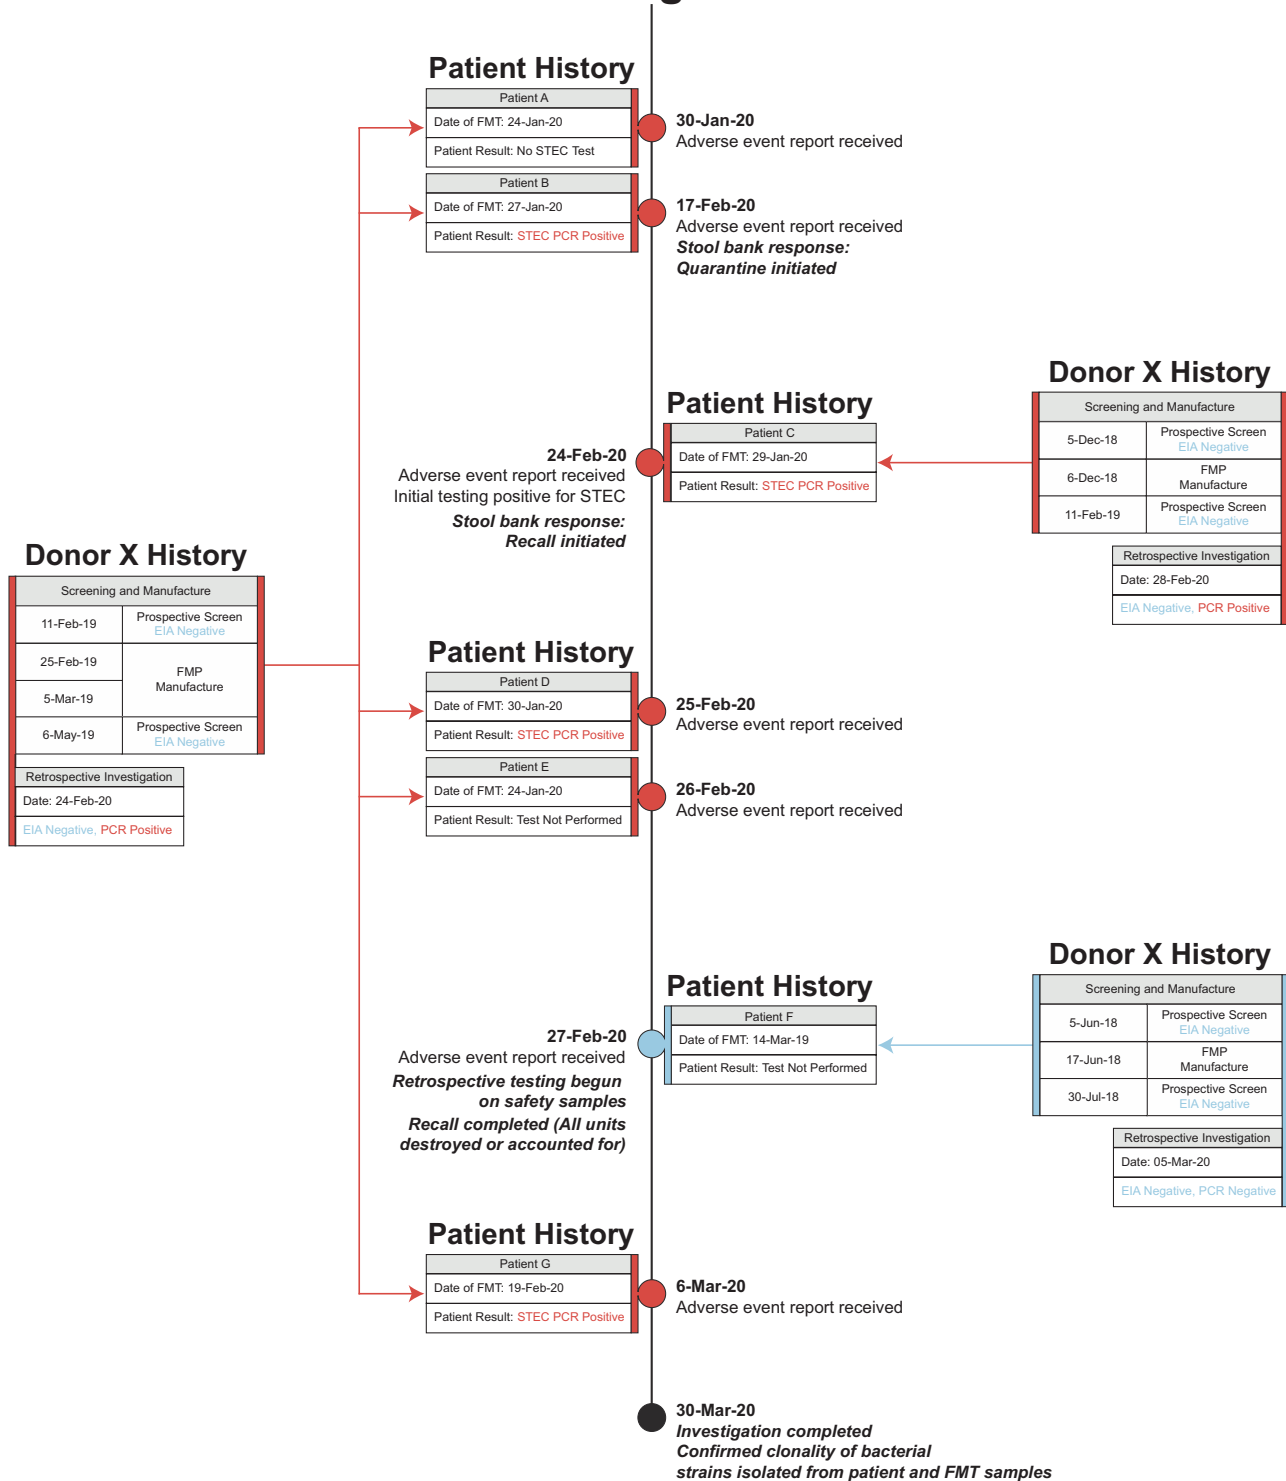 Patient History
Patient A
Date of FMT: 24-Jan-20
Patient Result: No STEC Test
30-Jan-20
Adverse event report received
Patient B
Date of FMT: 27-Jan-20
Patient Result: STEC PCR Positive
17-Feb-20
Adverse event report received
Stool bank response:
Quarantine initiated
Patient History
Patient C
Date of FMT: 29-Jan-20
Patient Result: STEC PCR Positive
24-Feb-20
Adverse event report received
Initial testing positive for STEC
Stool bank response:
Recall initiated
Donor X History
Screening and Manufacture
5-Dec-18
Prospective Screen
EIA Negative
6-Dec-18
FMP
Manufacture
11-Feb-19
Prospective Screen
EIA Negative
Retrospective Investigation
Date: 28-Feb-20
EIA Negative, PCR Positive
Donor X History
Screening and Manufacture
11-Feb-19
Prospective Screen
EIA Negative
25-Feb-19
5-Mar-19
FMP
Manufacture
6-May-19
Prospective Screen
EIA Negative
Retrospective Investigation
Date: 24-Feb-20
EIA Negative, PCR Positive
Patient History
Patient D
Date of FMT: 30-Jan-20
Patient Result: STEC PCR Positive
25-Feb-20
Adverse event report received
Patient E
Date of FMT: 24-Jan-20
Patient Result: Test Not Performed
26-Feb-20
Adverse event report received
Patient History
Patient F
Date of FMT: 14-Mar-19
Patient Result: Test Not Performed
27-Feb-20
Adverse event report received
Retrospective testing begun
on safety samples
Recall completed (All units
destroyed or accounted for)
Donor X History
Screening and Manufacture
5-Jun-18
Prospective Screen
EIA Negative
17-Jun-18
FMP
Manufacture
30-Jul-18
Prospective Screen
EIA Negative
Retrospective Investigation
Date: 05-Mar-20
EIA Negative, PCR Negative
Patient History
Patient G
Date of FMT: 19-Feb-20
Patient Result: STEC PCR Positive
6-Mar-20
Adverse event report received
30-Mar-20
Investigation completed
Confirmed clonality of bacterial
strains isolated from patient and FMT samples